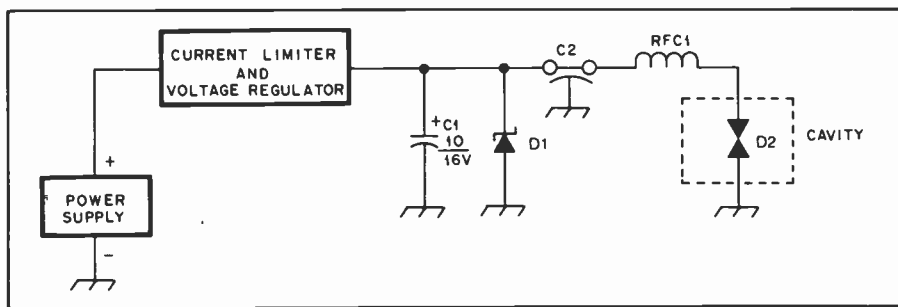 CURRENT LIMITER
AND
VOLTAGE REGULATOR
C2
RFC1
+
C1
10
16V
D1
D2
CAVITY
+
POWER
SUPPLY
-